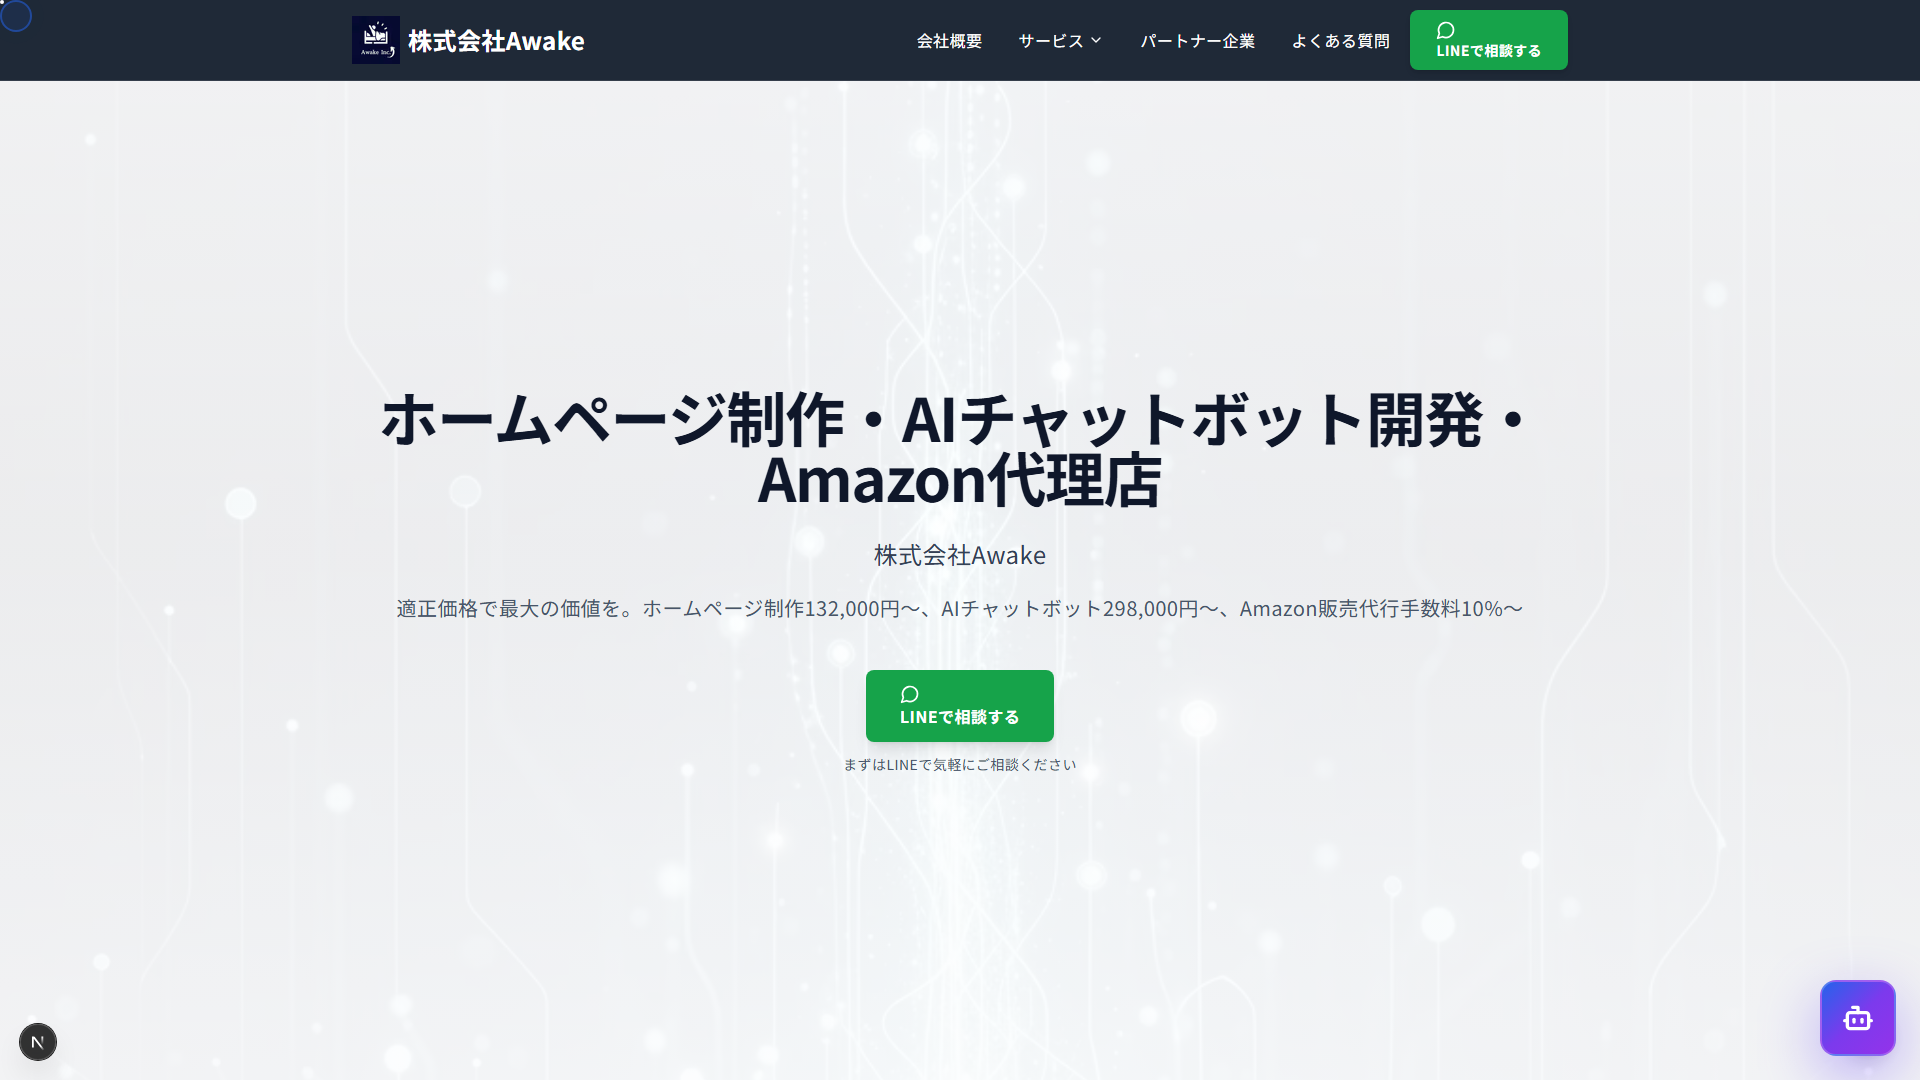 Awake Inc.
株式会社Awake
会社概要
サービス
パートナー企業
よくある質問
LINEで相談する
ホームページ制作・AIチャットボット開発・
Amazon代理店
株式会社Awake
適正価格で最大の価値を。ホームページ制作132,000円〜、AIチャットボット298,000円〜、Amazon販売代行手数料10%〜
LINEで相談する
まずはLINEで気軽にご相談ください
N